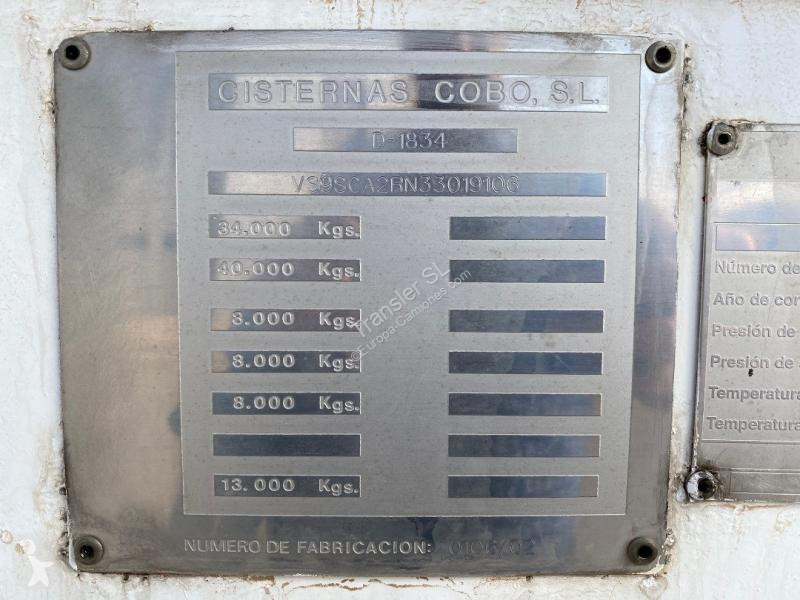 CISTERNAS COBO, S.L.
D-1834
VS9SCA2RN33019106
34.000 Kgs.
40.000 Kgs.
8.000 Kgs.
8.000 Kgs.
8.000 Kgs.
13.000 Kgs.
NUMERO DE FABRICACION: 0106/02
Transler SL
©Europa-Camiones.com
Número de
Año de con
Presión de
Presión de
Temperatura
Temperatura